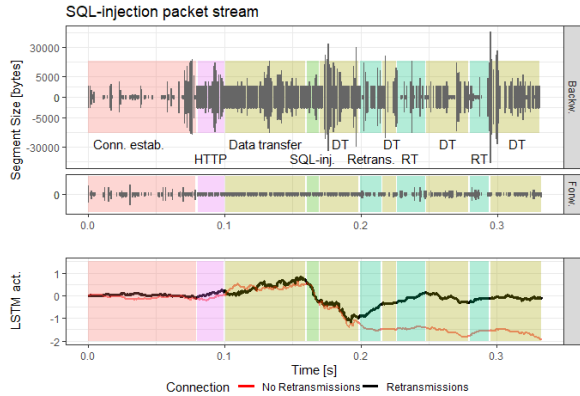 SQL-injection packet stream
Segment Size [bytes]
30000
5000
0
-5000
-30000
Conn. estab.
HTTP
Data transfer
SQL-inj.
DT
Retrans.
DT
RT
DT
RT
DT
Backw.
0
Forw.
0.0 0.1 0.2 0.3
LSTM act.
1
0
-1
-2
0.0 0.1 0.2 0.3
Time [s]
Connection No Retransmissions Retransmissions